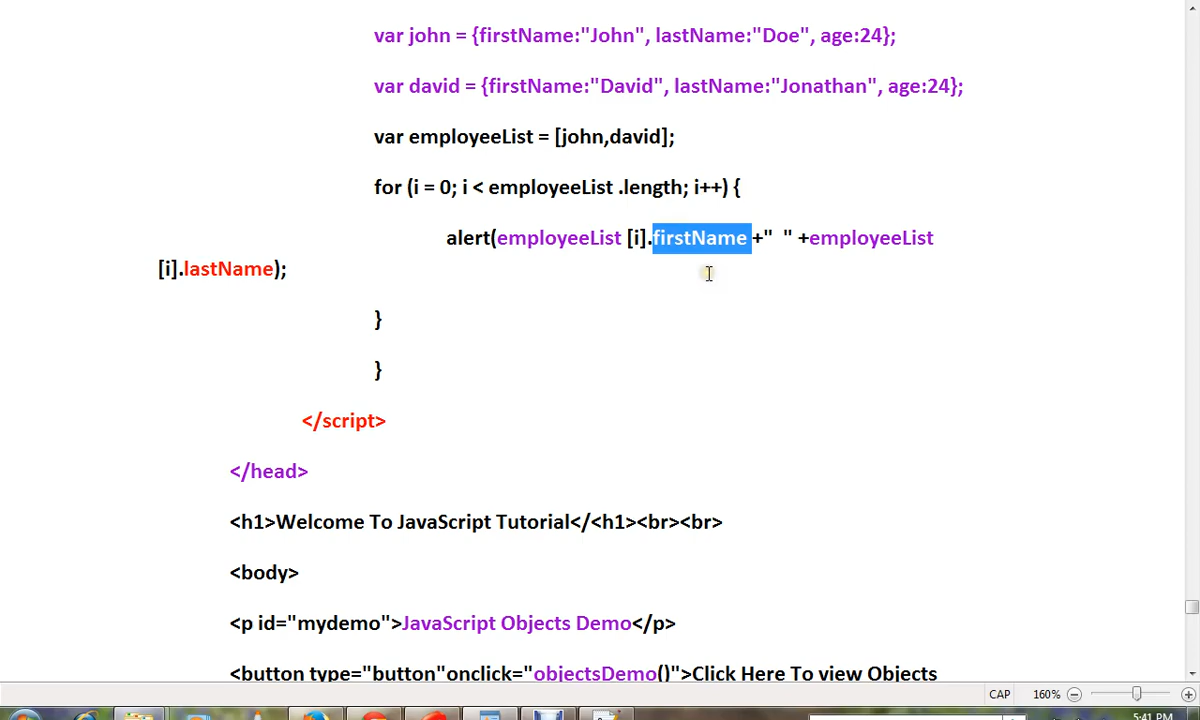 var john = {firstName:"John", lastName:"Doe", age:24};
var david = {firstName:"David", lastName:"Jonathan", age:24};
var employeeList = [john,david];
for (i = 0; i < employeeList .length; i++) {
alert(employeeList [i].firstName +"  " +employeeList
[i].lastName);
}
}
</script>
</head>
<h1>Welcome To JavaScript Tutorial</<h1><br><br>
<body>
<p id="mydemo">JavaScript Objects Demo</p>
<button type="button"onclick="objectsDemo()">Click Here To view Objects
CAP 160%
5:41 PM